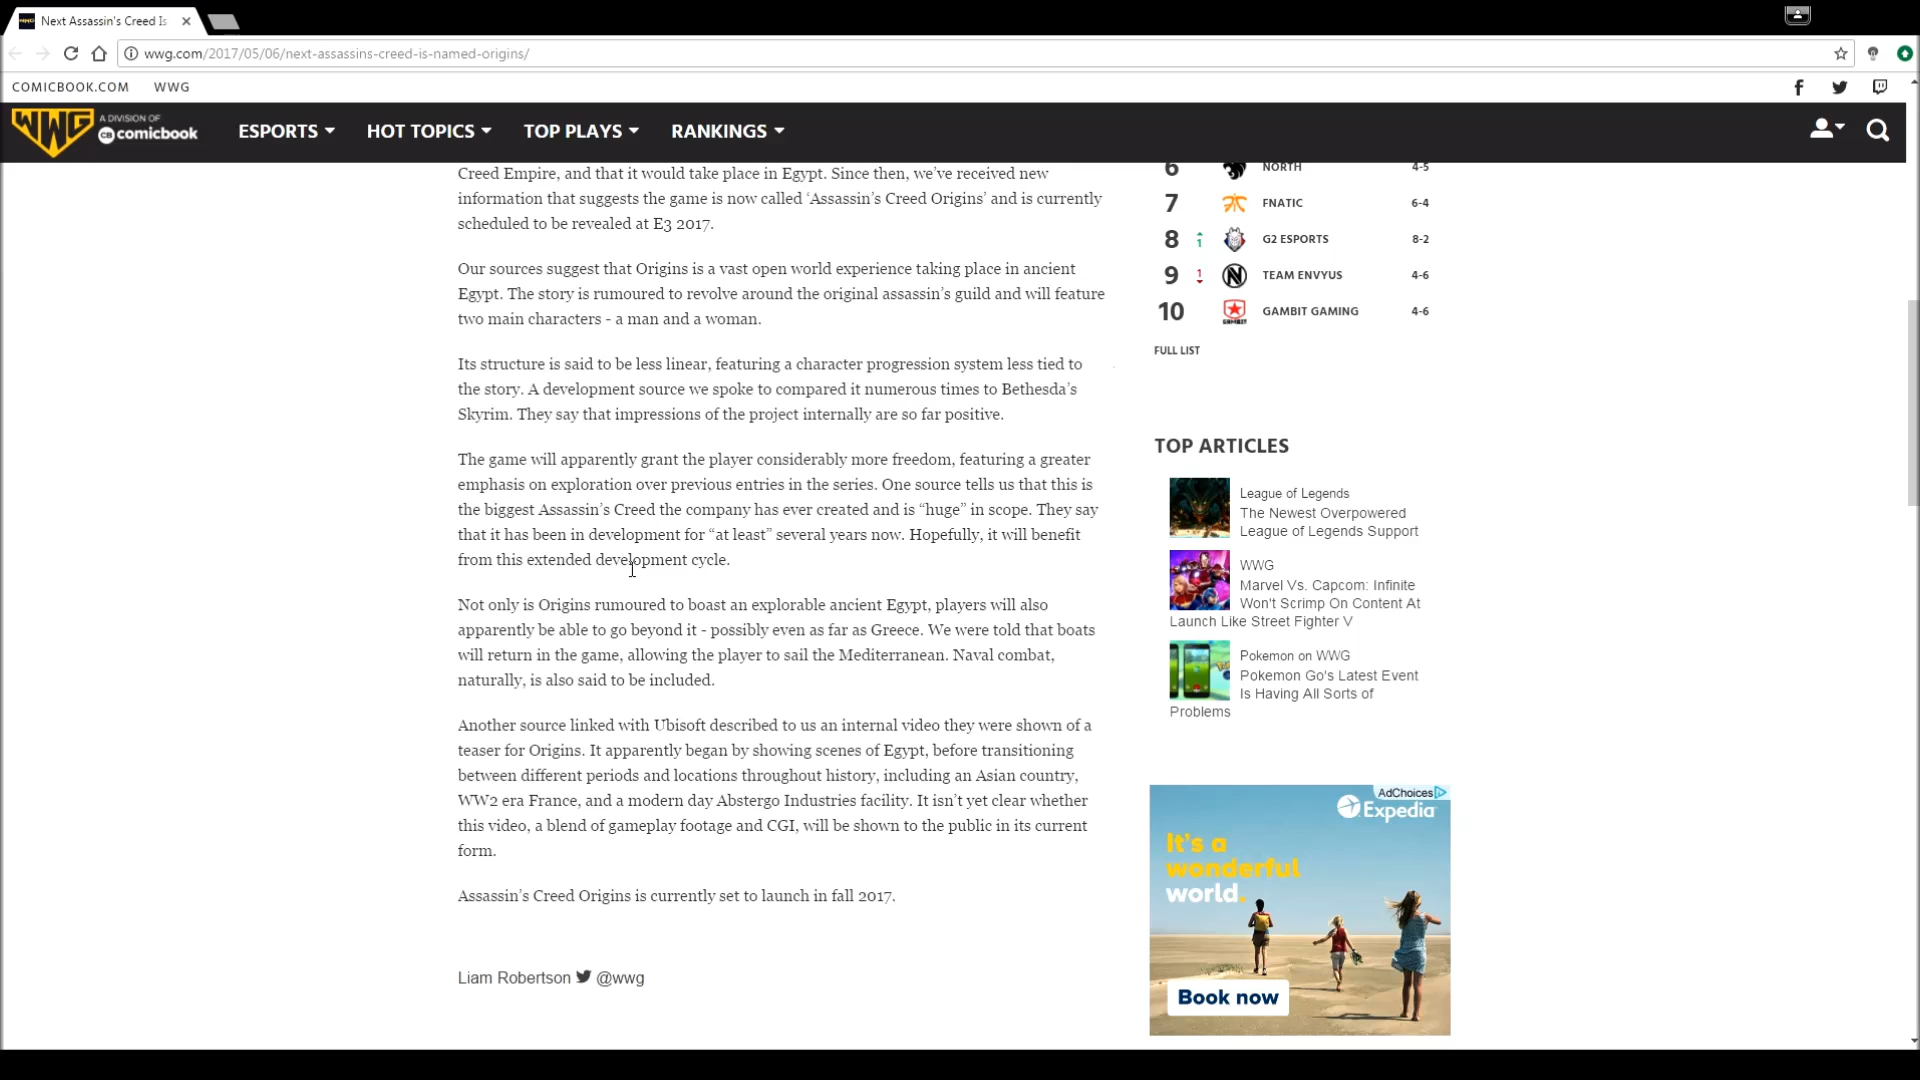 Next Assassin's Creed Is
wwg.com/2017/05/06/next-assassins-creed-is-named-origins/
COMICBOOK.COM WWG
WWG A DIVISION OF CB comicbook ESPORTS HOT TOPICS TOP PLAYS RANKINGS
Creed Empire, and that it would take place in Egypt. Since then, we’ve received new
information that suggests the game is now called ‘Assassin’s Creed Origins’ and is currently
scheduled to be revealed at E3 2017.
Our sources suggest that Origins is a vast open world experience taking place in ancient
Egypt. The story is rumoured to revolve around the original assassin’s guild and will feature
two main characters - a man and a woman.
Its structure is said to be less linear, featuring a character progression system less tied to
the story. A development source we spoke to compared it numerous times to Bethesda’s
Skyrim. They say that impressions of the project internally are so far positive.
The game will apparently grant the player considerably more freedom, featuring a greater
emphasis on exploration over previous entries in the series. One source tells us that this is
the biggest Assassin’s Creed the company has ever created and is “huge” in scope. They say
that it has been in development for “at least” several years now. Hopefully, it will benefit
from this extended development cycle.
Not only is Origins rumoured to boast an explorable ancient Egypt, players will also
apparently be able to go beyond it - possibly even as far as Greece. We were told that boats
will return in the game, allowing the player to sail the Mediterranean. Naval combat,
naturally, is also said to be included.
Another source linked with Ubisoft described to us an internal video they were shown of a
teaser for Origins. It apparently began by showing scenes of Egypt, before transitioning
between different periods and locations throughout history, including an Asian country,
WW2 era France, and a modern day Abstergo Industries facility. It isn’t yet clear whether
this video, a blend of gameplay footage and CGI, will be shown to the public in its current
form.
Assassin’s Creed Origins is currently set to launch in fall 2017.
Liam Robertson @wwg
6 NORTH 4-5
7 FNATIC 6-4
8 1 G2 ESPORTS 8-2
9 1 TEAM ENVYUS 4-6
10 GAMBIT GAMING 4-6
FULL LIST
TOP ARTICLES
League of Legends
The Newest Overpowered
League of Legends Support
WWG
Marvel Vs. Capcom: Infinite
Won't Scrimp On Content At
Launch Like Street Fighter V
Pokemon on WWG
Pokemon Go's Latest Event
Is Having All Sorts of
Problems
AdChoices
Expedia
It's a
wonderful
world.
Book now